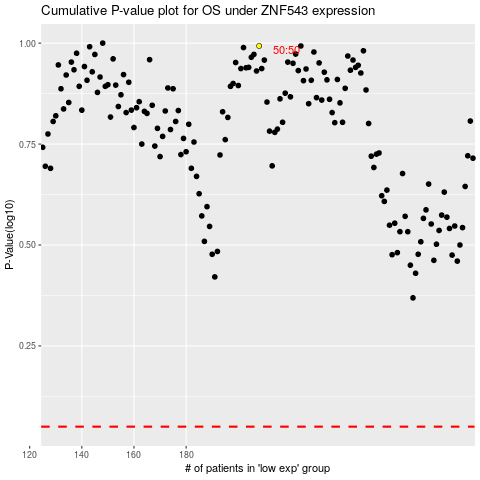 Cumulative P-value plot for OS under ZNF543 expression
1.00
50:50
0.75
0.50
0.25
P-Value(log10)
120 140 160 180
# of patients in 'low exp' group